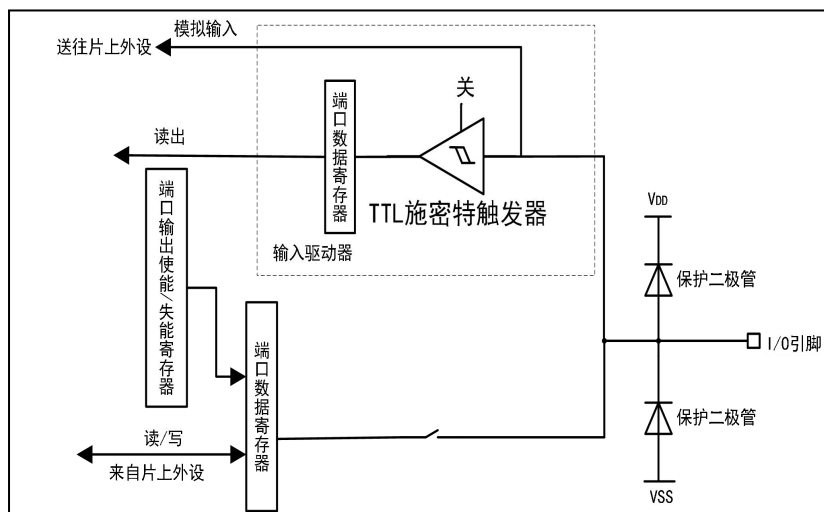 模拟输入
送往片上外设
关
端口数据寄存器
读出
TTL施密特触发器
输入驱动器
端口输出使能/失能寄存器
VDD
保护二极管
I/O引脚
端口数据寄存器
保护二极管
读/写
来自片上外设
VSS